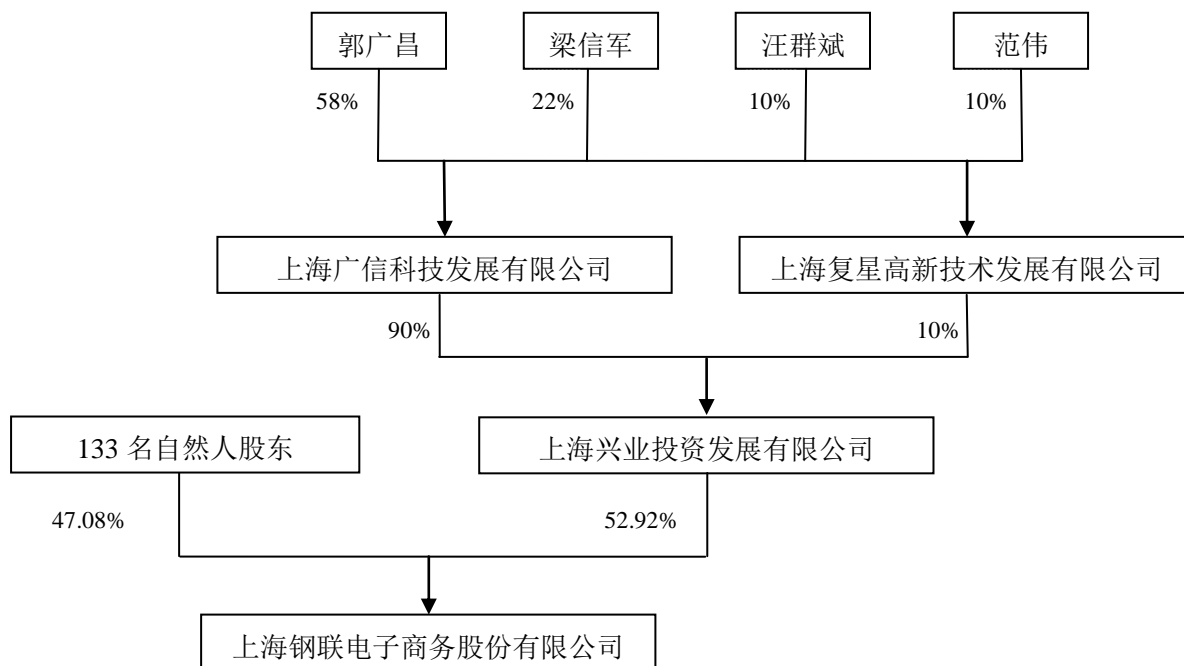 郭广昌
梁信军
汪群斌
范伟
58%
22%
10%
10%
上海广信科技发展有限公司
上海复星高新技术发展有限公司
90%
10%
133 名自然人股东
上海兴业投资发展有限公司
47.08%
52.92%
上海钢联电子商务股份有限公司